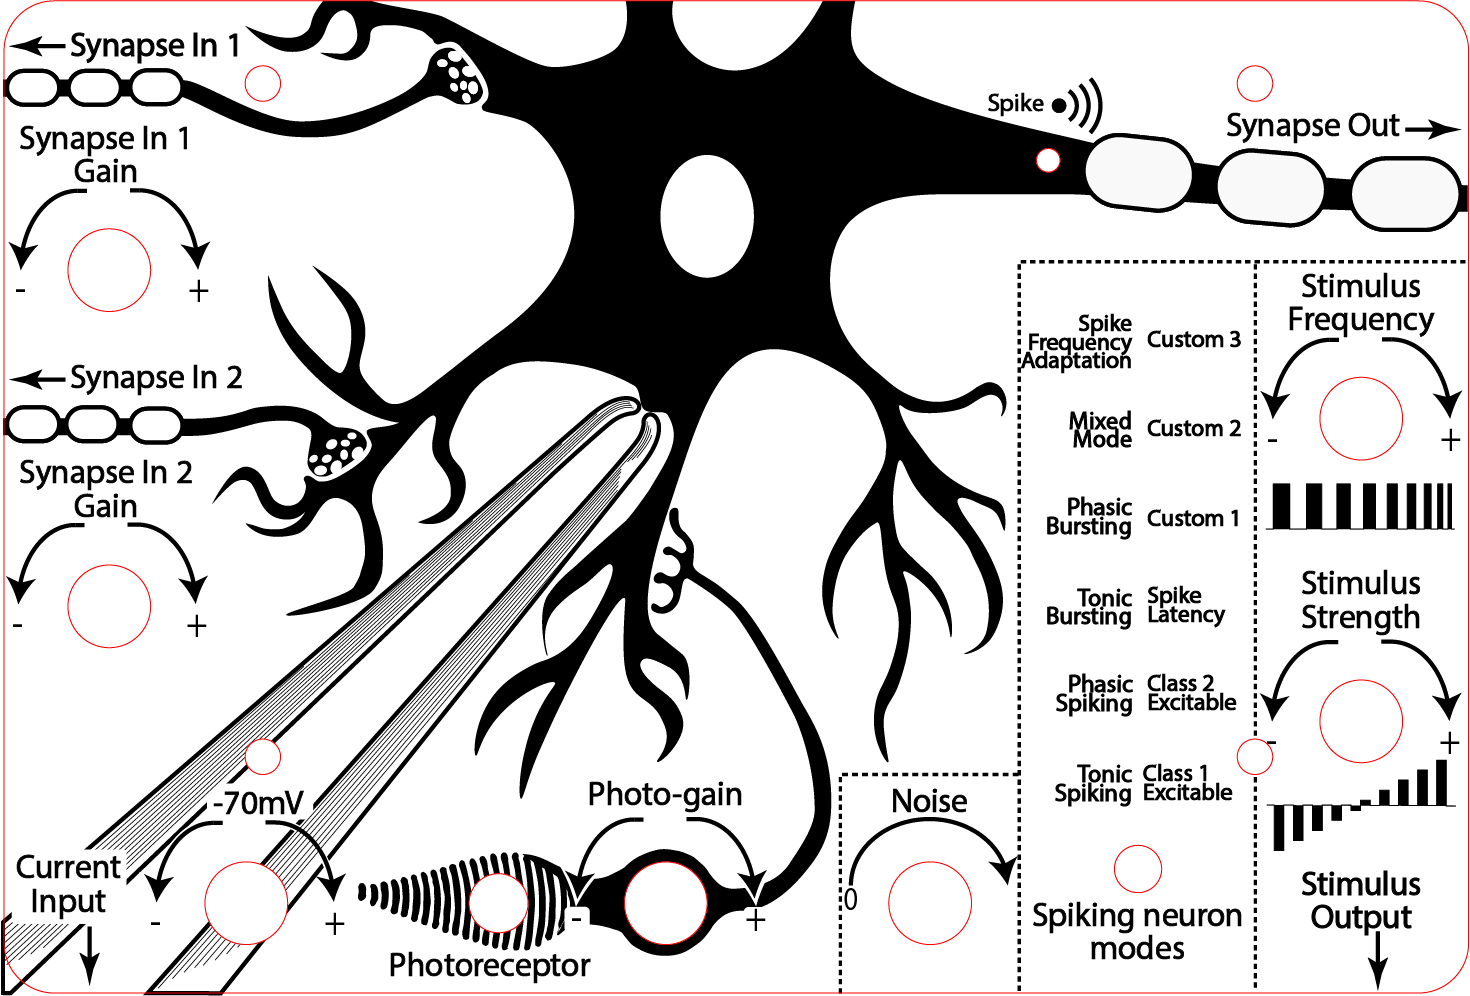 Synapse In 1
Synapse In 1
Gain
- +
Synapse In 2
Synapse In 2
Gain
- +
Spike
Synapse Out
Spike
Frequency
Adaptation
Custom 3
Mixed
Mode
Custom 2
Phasic
Bursting
Custom 1
Tonic
Bursting
Spike
Latency
Phasic
Spiking
Class 2
Excitable
Tonic
Spiking
Class 1
Excitable
Spiking neuron
modes
Stimulus
Frequency
- +
Stimulus
Strength
- +
Stimulus
Output
Current
Input
-70mV
- +
Photoreceptor
Photo-gain
- +
Noise
0